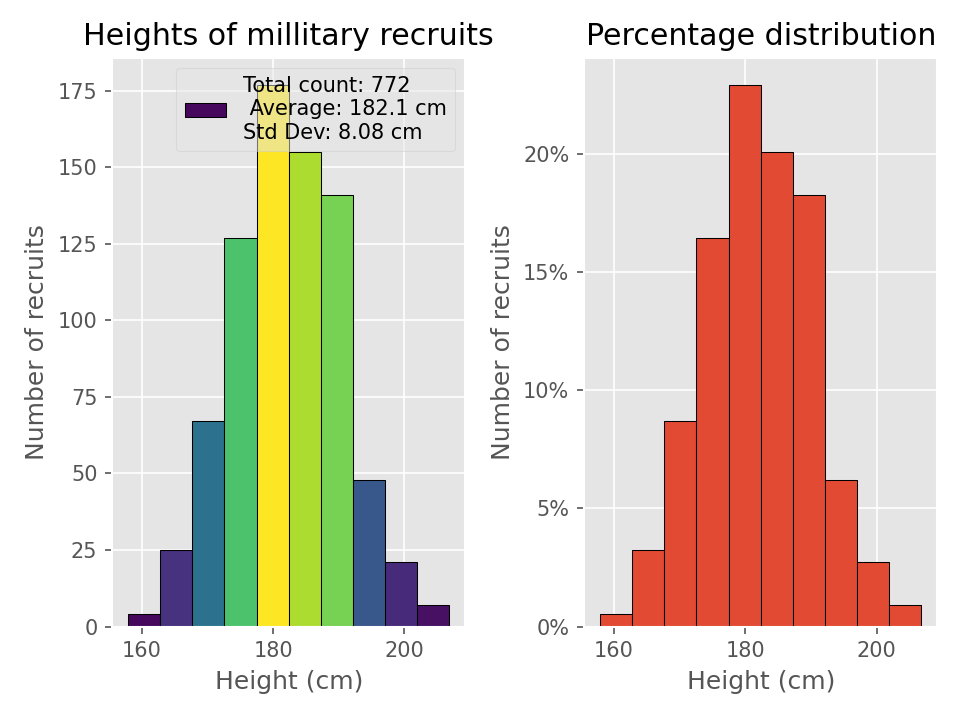 Heights of millitary recruits
Total count: 772
Average: 182.1 cm
Std Dev: 8.08 cm
Number of recruits
175
150
125
100
75
50
25
0
160
180
200
Height (cm)
Percentage distribution
Number of recruits
20%
15%
10%
5%
0%
160
180
200
Height (cm)